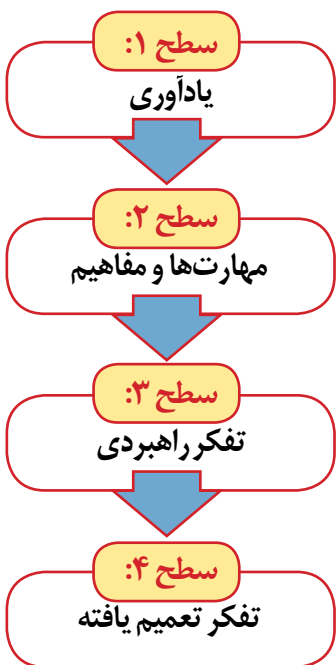 سطح ۱:
یادآوری
سطح ۲:
مهارت‌ها و مفاهیم
سطح ۳:
تفکر راهبردی
سطح ۴:
تفکر تعمیم یافته